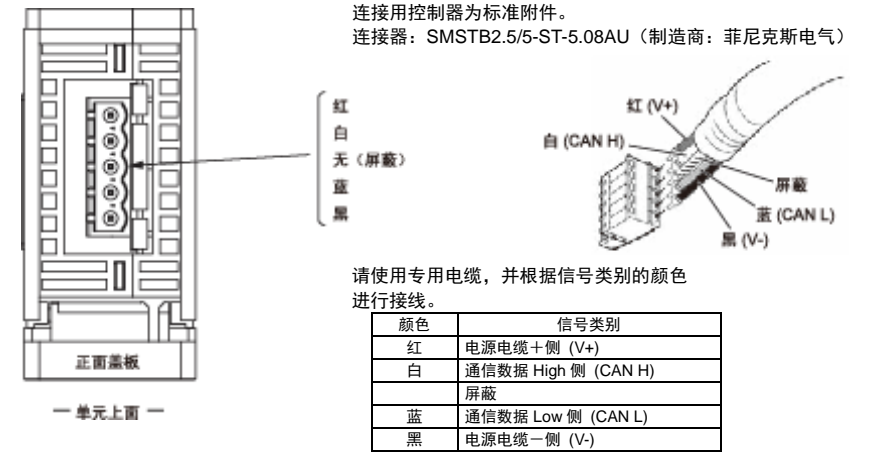 连接用控制器为标准附件。
连接器：SMSTB2.5/5-ST-5.08AU（制造商：菲尼克斯电气）
红
白
无（屏蔽）
蓝
黑
红 (V+)
白 (CAN H)
屏蔽
蓝 (CAN L)
黑 (V-)
正面盖板
一 单元上面 一
请使用专用电缆，并根据信号类别的颜色
进行接线。
颜色 信号类别
红 电源电缆＋侧 (V+)
白 通信数据 High 侧 (CAN H)
屏蔽
蓝 通信数据 Low 侧 (CAN L)
黑 电源电缆－侧 (V-)